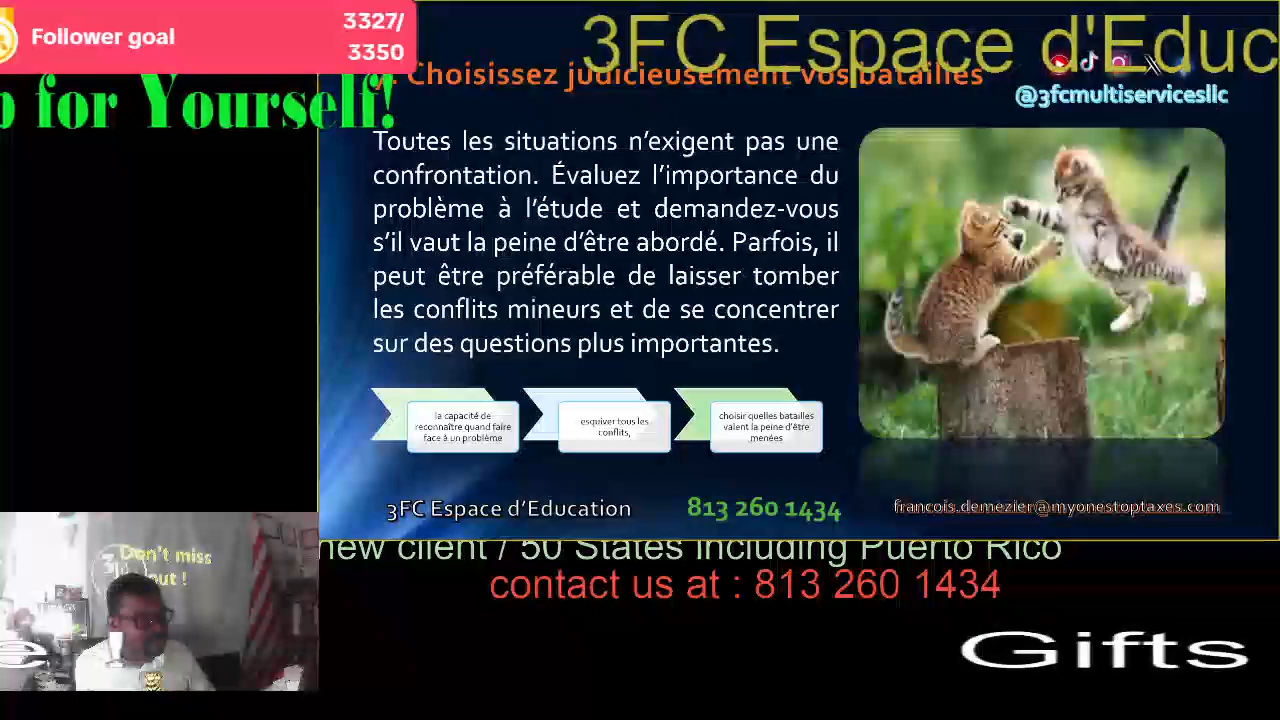 Follower goal
3327/
3350
3FC Espace d'Educ
Choisissez judicieusement vos batailles
@3fcmultiservicesllc
for Yourself!
Toutes les situations n'exigent pas une
confrontation. Évaluez l'importance du
problème à l'étude et demandez-vous
s'il vaut la peine d'être abordé. Parfois, il
peut être préférable de laisser tomber
les conflits mineurs et de se concentrer
sur des questions plus importantes.
la capacité de
reconnaître quand faire
face à un problème
esquiver tous les
conflits,
choisir quelles batailles
valent la peine d'être
menées
3FC Espace d'Education
813 260 1434
francois.demezier@myonestoptaxes.com
new client / 50 States including Puerto Rico
contact us at : 813 260 1434
Don't miss
out !
Gifts